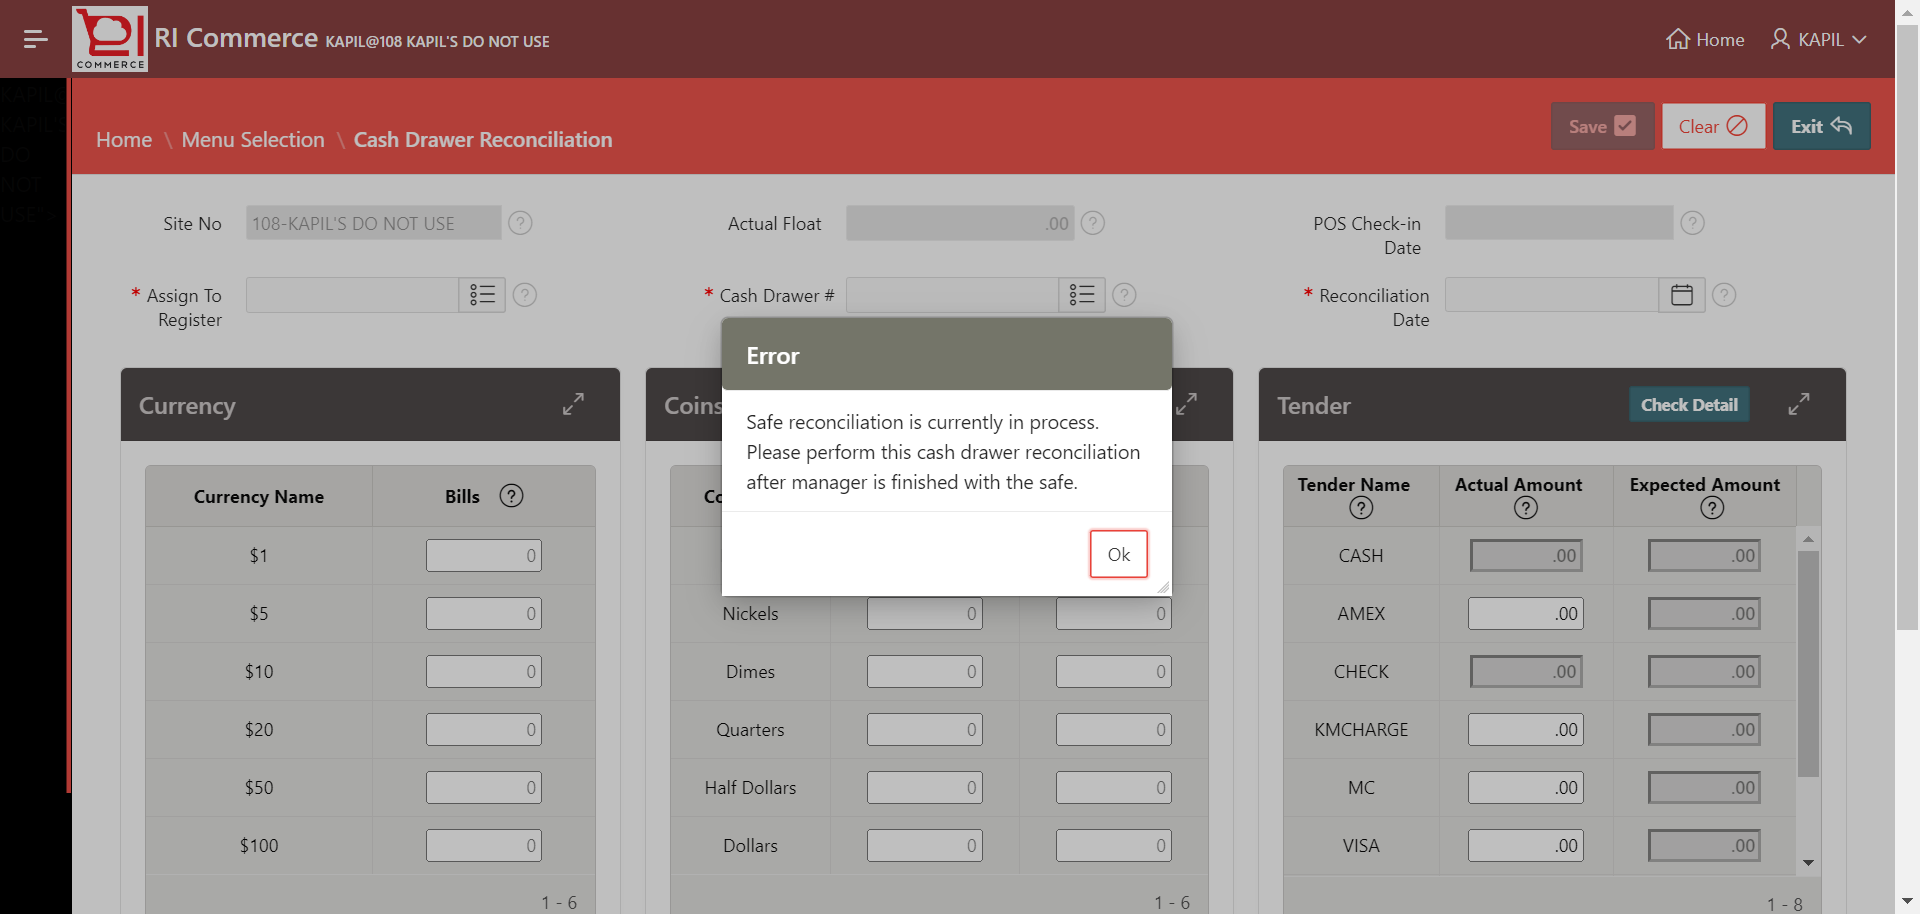 COMMERCE
RI Commerce KAPIL@108 KAPIL'S DO NOT USE
Home
KAPIL
KAPIL@
KAPIL'S
DO
NOT
USE
Home \ Menu Selection \ Cash Drawer Reconciliation
Save
Clear
Exit
Site No
108-KAPIL'S DO NOT USE
?
Actual Float
.00
?
POS Check-in
Date
?
* Assign To
Register
?
* Cash Drawer #
?
* Reconciliation
Date
?
Error
Safe reconciliation is currently in process.
Please perform this cash drawer reconciliation
after manager is finished with the safe.
Ok
Currency
Currency Name
Bills ?
$1 0
$5 0
$10 0
$20 0
$50 0
$100 0
1 - 6
Coins
Co
Nickels 0 0
Dimes 0 0
Quarters 0 0
Half Dollars 0 0
Dollars 0 0
1 - 6
Tender
Check Detail
Tender Name ?
Actual Amount ?
Expected Amount ?
CASH .00 .00
AMEX .00 .00
CHECK .00 .00
KMCHARGE .00 .00
MC .00 .00
VISA .00 .00
1 - 8